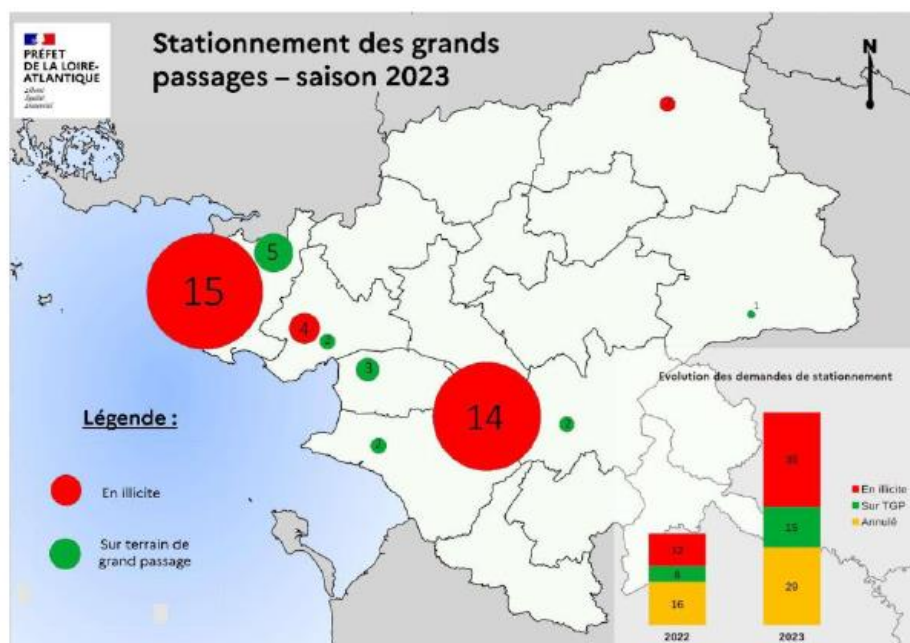 PRÉFET
DE LA LOIRE-
ATLANTIQUE
Stationnement des grands
passages – saison 2023
N
5
15
4
1
3
14
2
Evolution des demandes de stationnement
Légende :
En illicite
Sur terrain de
grand passage
15
29
12
16
En illicite
Sur TGP
Annulé
2022
2023